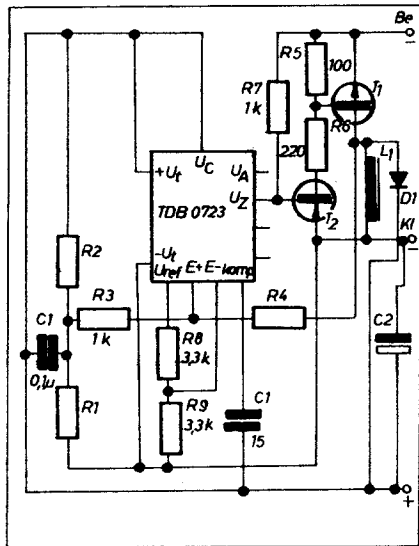 Be
R5
100
R7
1k
T1
R6
220
L1
+Ut
UC
UA
UZ
TDB 0723
T2
D1
Ki
R2
-Ut
Uref
E+
E-
komp
R3
1k
R4
C1
0,1µ
R8
3,3k
C2
R1
R9
3,3k
C1
15
+